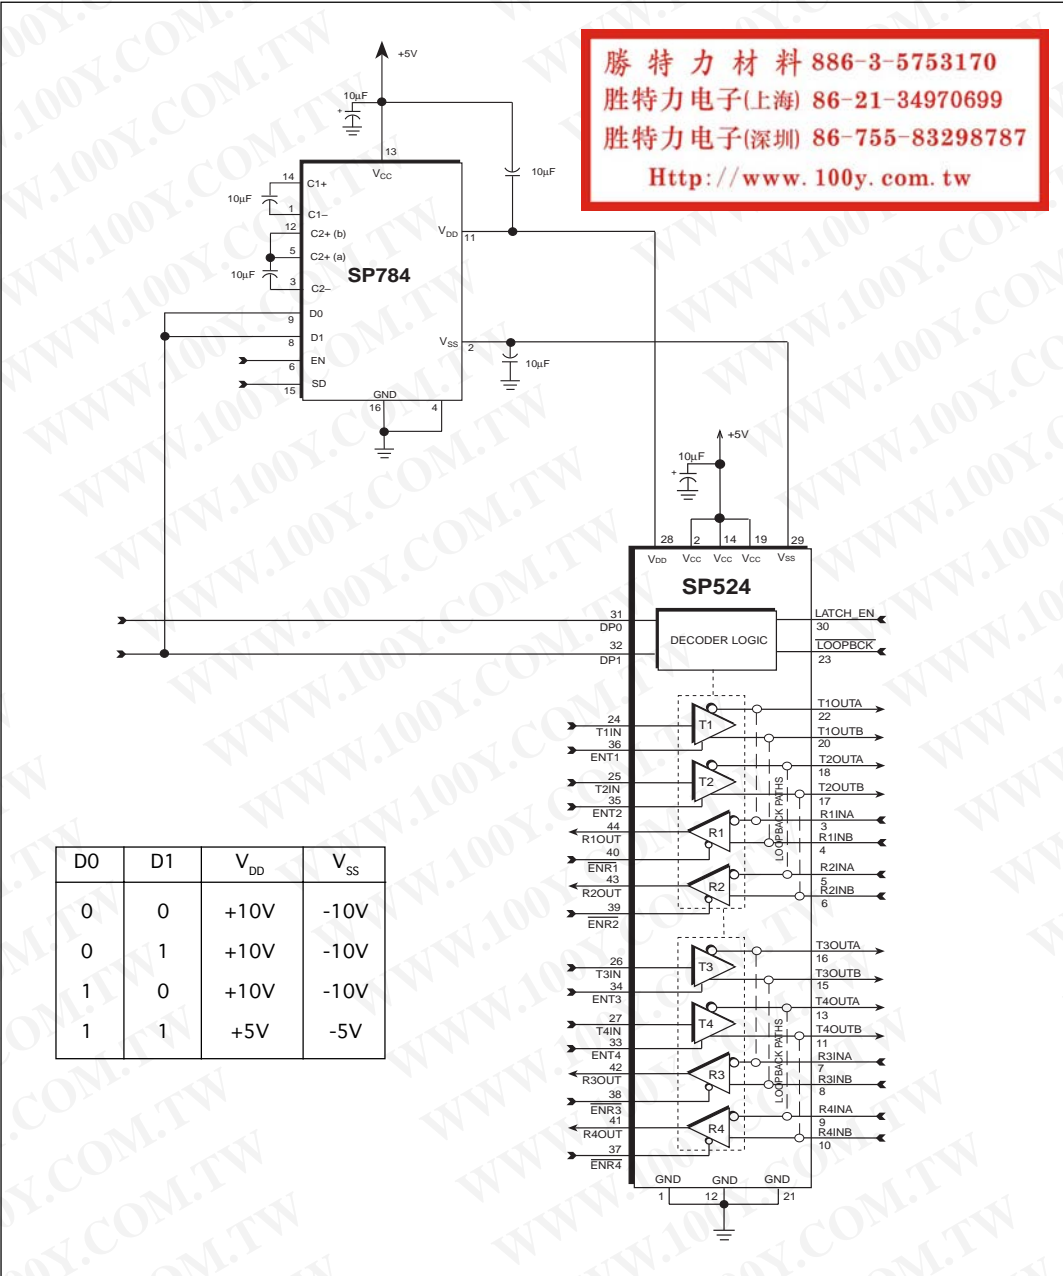 +5V
10µF
勝 特 力 材 料 886-3-5753170
胜特力电子(上海) 86-21-34970699
胜特力电子(深圳) 86-755-83298787
Http://www.100y.com.tw
13
VCC
10µF
14
C1+
10µF
1
C1–
12
C2+ (b)
5
C2+ (a)
10µF
3
C2–
SP784
VDD
11
D0
9
D1
8
EN
6
SD
15
VSS
2
10µF
GND
16
4
+5V
10µF
28 2 14 19 29
VDD VCC VCC VCC VSS
SP524
31
DP0
32
DP1
DECODER LOGIC
LATCH_EN
30
LOOPBCK
23
24
T1IN
36
ENT1
T1
T1OUTA
22
T1OUTB
20
25
T2IN
35
ENT2
T2
T2OUTA
18
T2OUTB
17
44
R1OUT
40
ENR1
R1
R1INA
3
R1INB
4
43
R2OUT
39
ENR2
R2
R2INA
5
R2INB
6
LOOPBACK PATHS
26
T3IN
34
ENT3
T3
T3OUTA
16
T3OUTB
15
27
T4IN
33
ENT4
T4
T4OUTA
13
T4OUTB
11
42
R3OUT
38
ENR3
R3
R3INA
7
R3INB
8
41
R4OUT
37
ENR4
R4
R4INA
9
R4INB
10
LOOPBACK PATHS
GND GND GND
1 12 21
D0 D1 VDD VSS
0 0 +10V -10V
0 1 +10V -10V
1 0 +10V -10V
1 1 +5V -5V
WWW.100Y.COM.TW